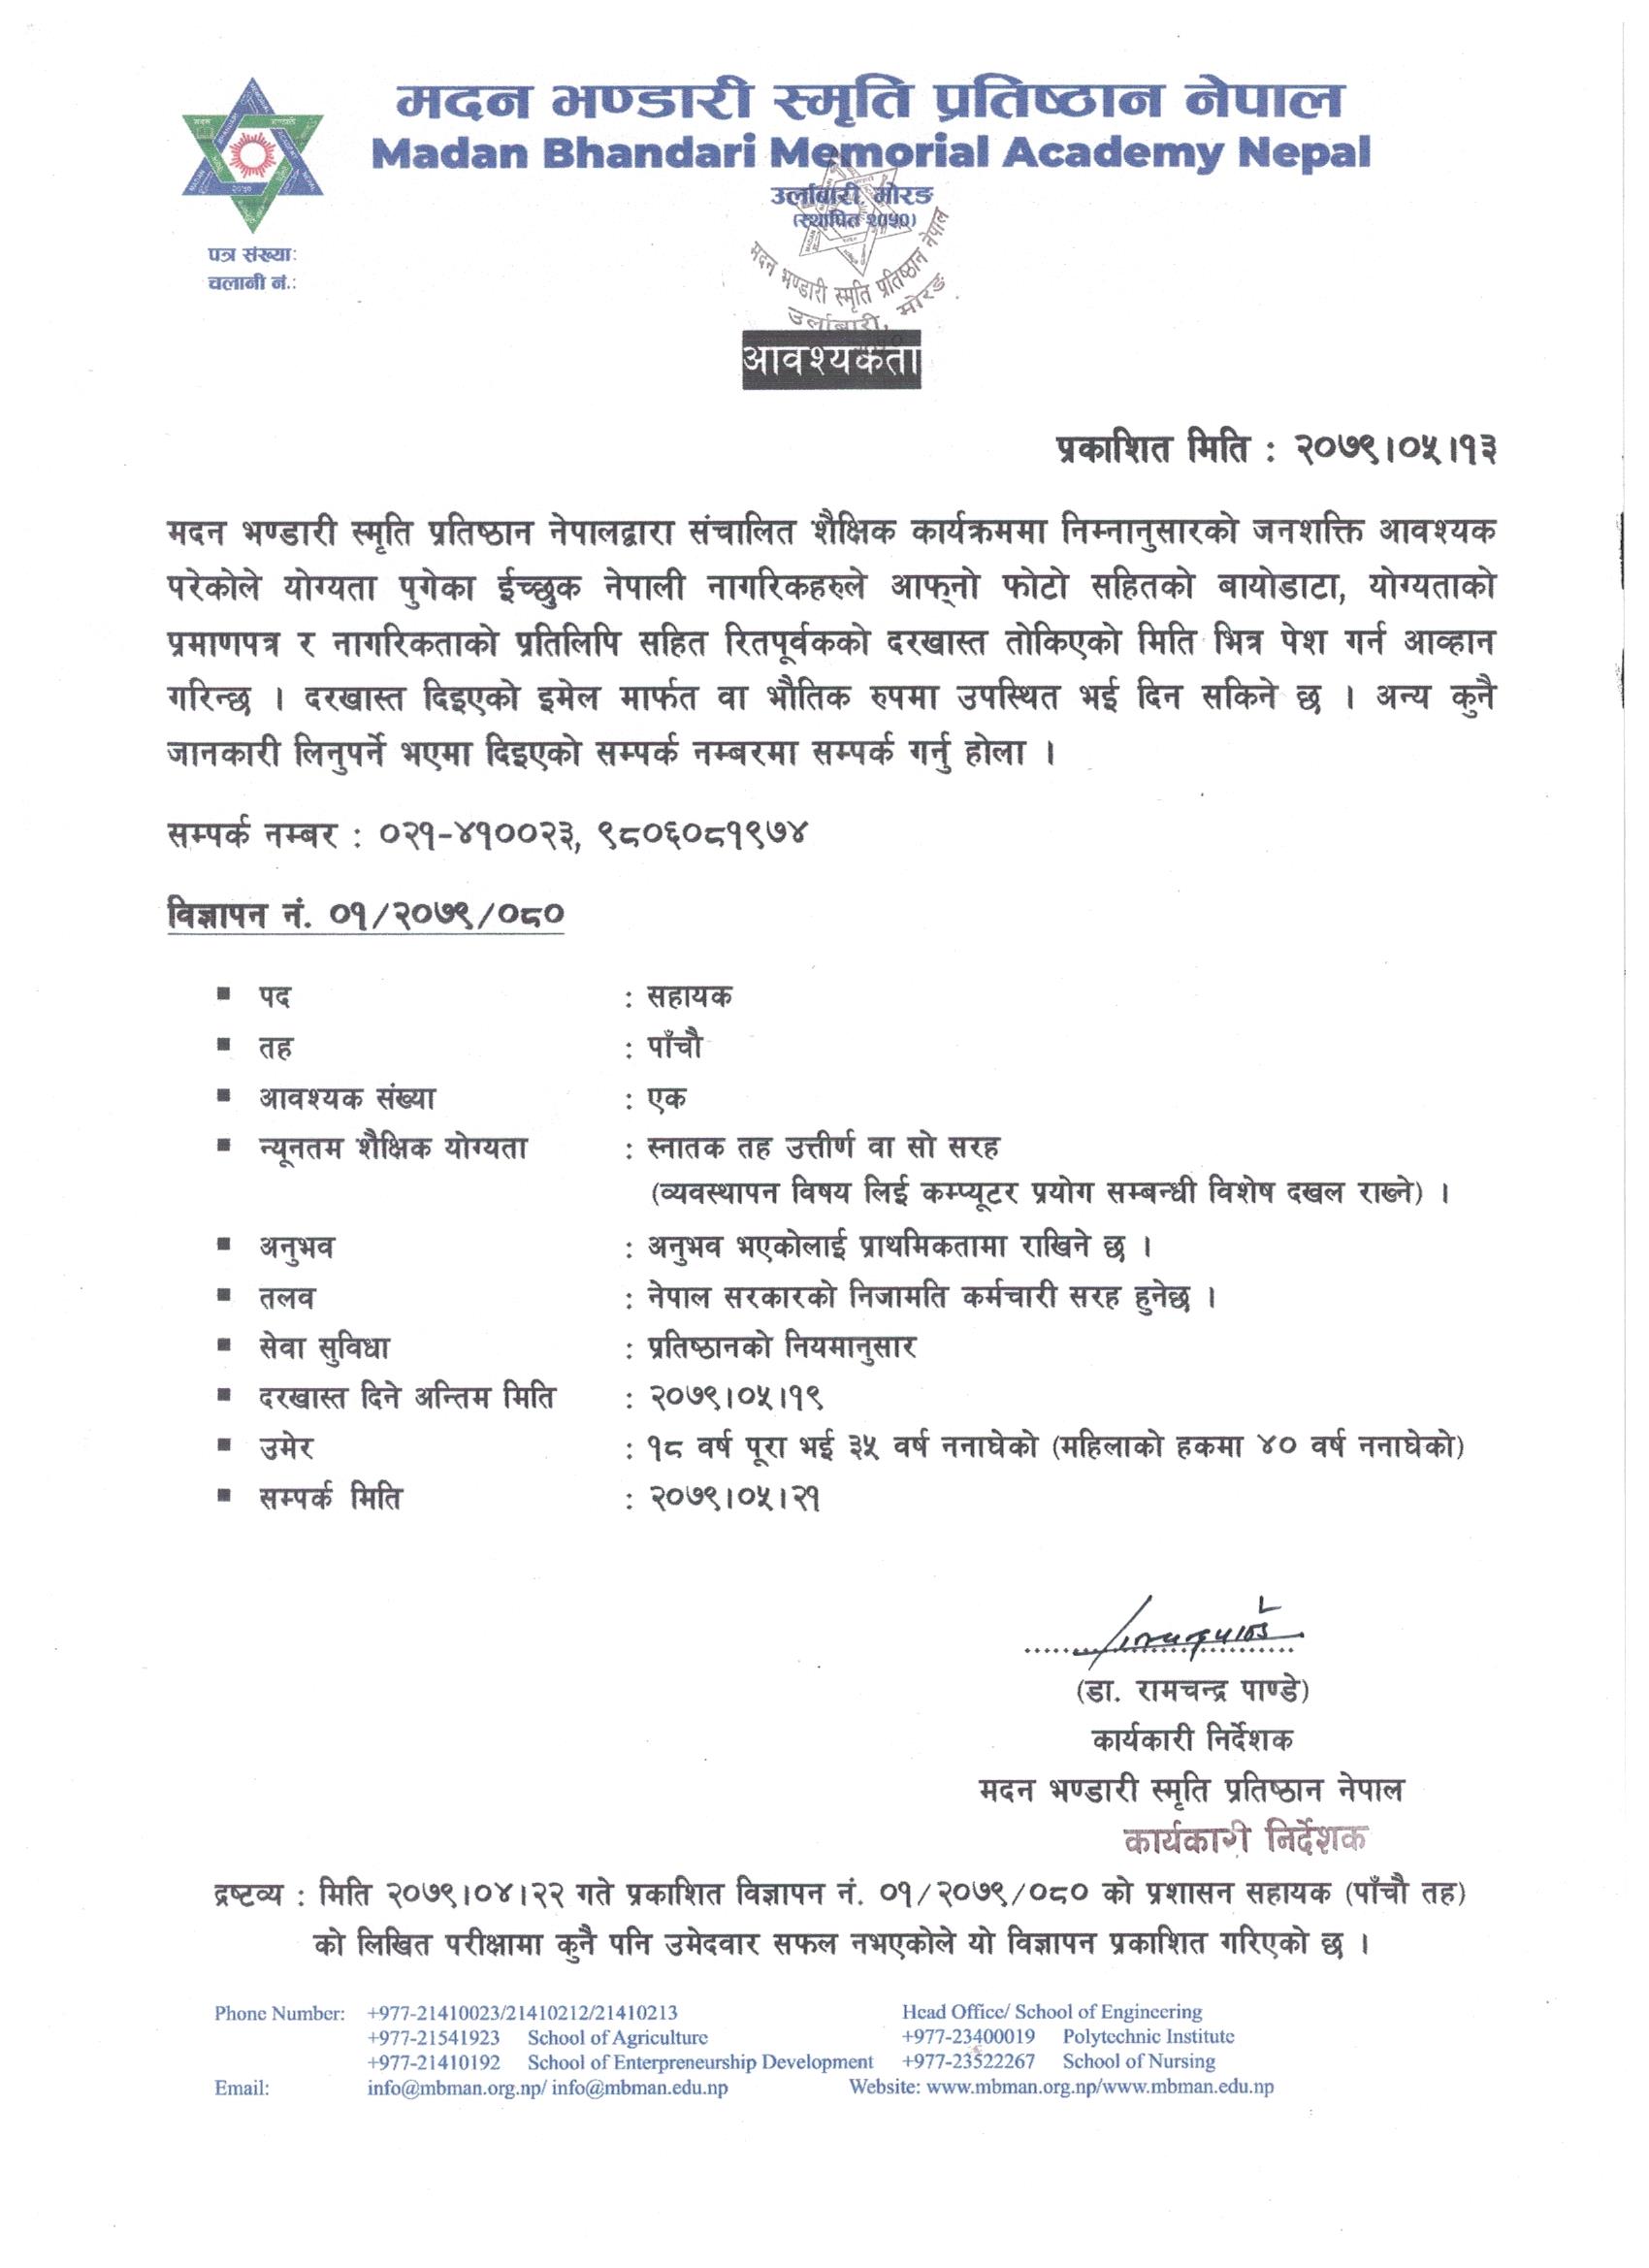 मदन भण्डारी स्मृति प्रतिष्ठान नेपाल
Madan Bhandari Memorial Academy Nepal
उर्लाबारी, मोरङ
(स्थापित २०५०)
मदन भण्डारी स्मृति प्रतिष्ठान नेपाल
उर्लाबारी, मोरङ
पत्र संख्या:
चलानी नं.:
आवश्यकता
प्रकाशित मिति : २०७९।०५।१३
मदन भण्डारी स्मृति प्रतिष्ठान नेपालद्वारा संचालित शैक्षिक कार्यक्रममा निम्नानुसारको जनशक्ति आवश्यक
परेकोले योग्यता पुगेका ईच्छुक नेपाली नागरिकहरुले आफ्‌नो फोटो सहितको बायोडाटा, योग्यताको
प्रमाणपत्र र नागरिकताको प्रतिलिपि सहित रितपूर्वकको दरखास्त तोकिएको मिति भित्र पेश गर्न आव्हान
गरिन्छ । दरखास्त दिइएको इमेल मार्फत वा भौतिक रुपमा उपस्थित भई दिन सकिने छ । अन्य कुनै
जानकारी लिनुपर्ने भएमा दिइएको सम्पर्क नम्बरमा सम्पर्क गर्नु होला ।
सम्पर्क नम्बर : ०२१-४१००२३, ९८०६०८१९७४
विज्ञापन नं. ०१/२०७९/०८०
▪ पद : सहायक
▪ तह : पाँचौ
▪ आवश्यक संख्या : एक
▪ न्यूनतम शैक्षिक योग्यता : स्नातक तह उत्तीर्ण वा सो सरह
(व्यवस्थापन विषय लिई कम्प्यूटर प्रयोग सम्बन्धी विशेष दखल राख्ने) ।
▪ अनुभव : अनुभव भएकोलाई प्राथमिकतामा राखिने छ ।
▪ तलव : नेपाल सरकारको निजामति कर्मचारी सरह हुनेछ ।
▪ सेवा सुविधा : प्रतिष्ठानको नियमानुसार
▪ दरखास्त दिने अन्तिम मिति : २०७९।०५।१९
▪ उमेर : १८ वर्ष पूरा भई ३५ वर्ष ननाघेको (महिलाको हकमा ४० वर्ष ननाघेको)
▪ सम्पर्क मिति : २०७९।०५।२१
(डा. रामचन्द्र पाण्डे)
कार्यकारी निर्देशक
मदन भण्डारी स्मृति प्रतिष्ठान नेपाल
कार्यकारी निर्देशक
द्रष्टव्य : मिति २०७९।०४।२२ गते प्रकाशित विज्ञापन नं. ०१/२०७९/०८० को प्रशासन सहायक (पाँचौ तह)
को लिखित परीक्षामा कुनै पनि उमेदवार सफल नभएकोले यो विज्ञापन प्रकाशित गरिएको छ ।
Phone Number: +977-21410023/21410212/21410213 Head Office/ School of Engineering
+977-21541923 School of Agriculture +977-23400019 Polytechnic Institute
+977-21410192 School of Enterpreneurship Development +977-23522267 School of Nursing
Email: info@mbman.org.np/ info@mbman.edu.np Website: www.mbman.org.np/www.mbman.edu.np